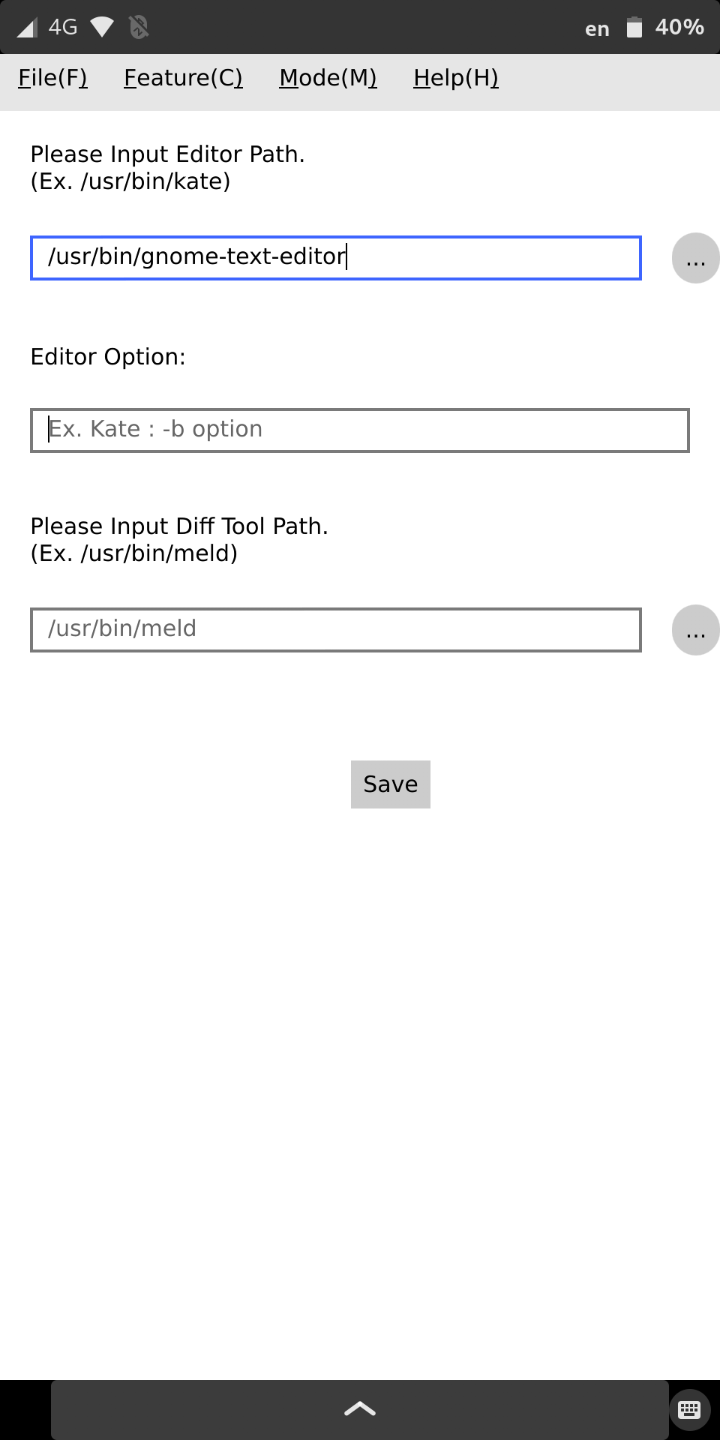 4G en 40%
File(F) Feature(C) Mode(M) Help(H)
Please Input Editor Path.
(Ex. /usr/bin/kate)
/usr/bin/gnome-text-editor ...
Editor Option:
Ex. Kate : -b option
Please Input Diff Tool Path.
(Ex. /usr/bin/meld)
/usr/bin/meld ...
Save